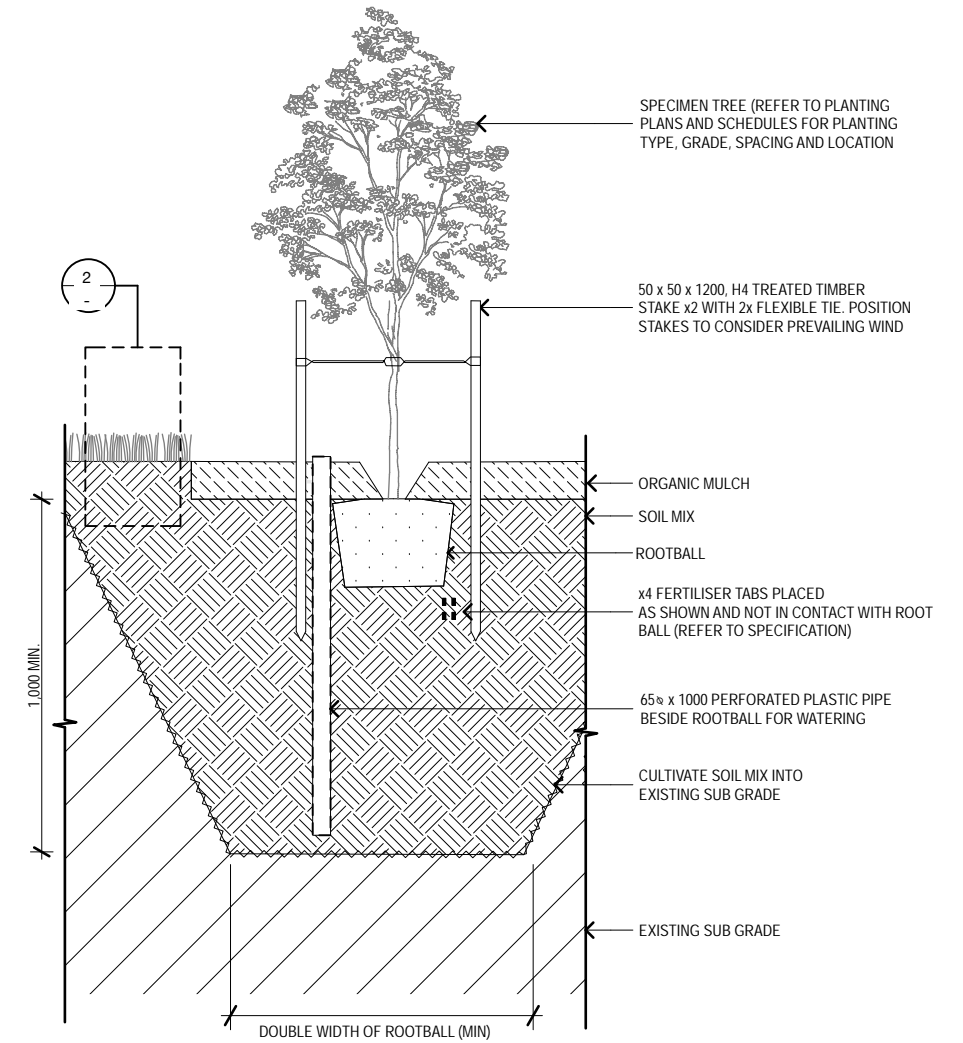 SPECIMEN TREE (REFER TO PLANTING
PLANS AND SCHEDULES FOR PLANTING
TYPE, GRADE, SPACING AND LOCATION
2
-
50 x 50 x 1200, H4 TREATED TIMBER
STAKE x2 WITH 2x FLEXIBLE TIE. POSITION
STAKES TO CONSIDER PREVAILING WIND
ORGANIC MULCH
SOIL MIX
ROOTBALL
x4 FERTILISER TABS PLACED
AS SHOWN AND NOT IN CONTACT WITH ROOT
BALL (REFER TO SPECIFICATION)
1,000 MIN.
65 x 1000 PERFORATED PLASTIC PIPE
BESIDE ROOTBALL FOR WATERING
CULTIVATE SOIL MIX INTO
EXISTING SUB GRADE
EXISTING SUB GRADE
DOUBLE WIDTH OF ROOTBALL (MIN)